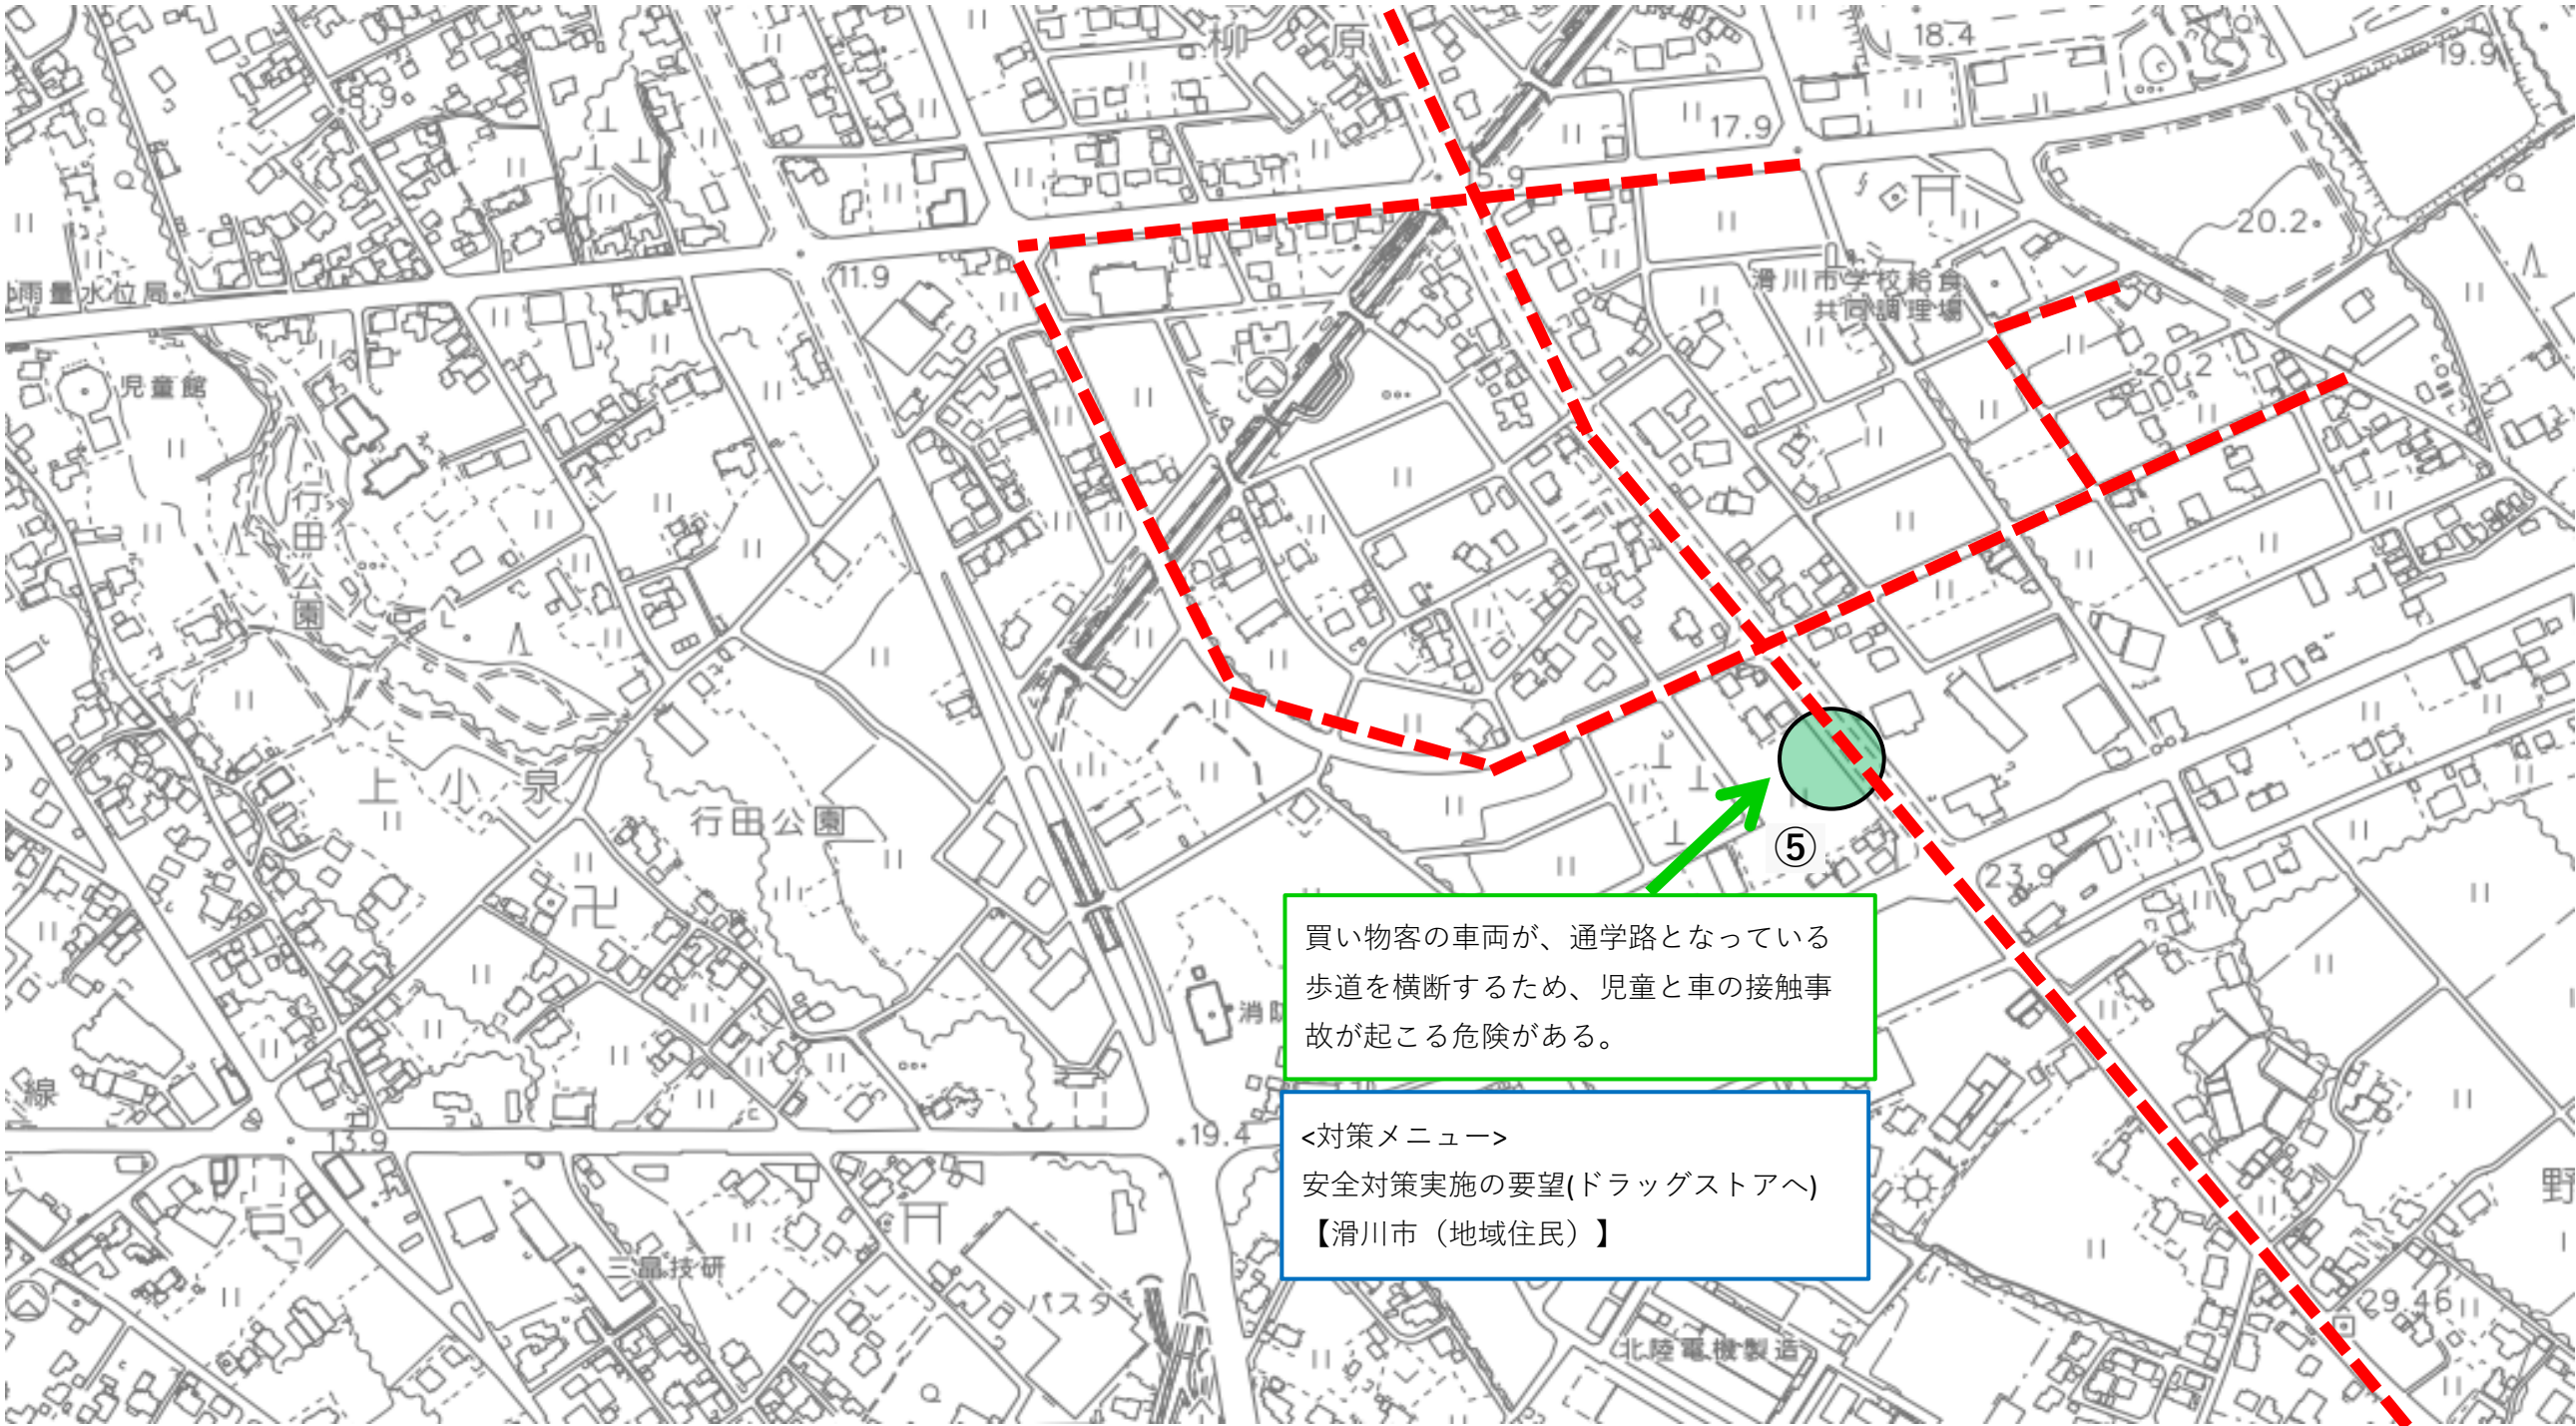 柳原
18.4
19.9
8.9
17.9
5.9
20.2
11.9
雨量水位局
滑川市学校給食
共同調理場
児童館
20.2
行田公園
上小泉
行田公園
⑤
23.9
買い物客の車両が、通学路となっている
歩道を横断するため、児童と車の接触事
故が起こる危険がある。
消防
線
<対策メニュー>
安全対策実施の要望(ドラッグストアへ)
【滑川市（地域住民）】
13.9
19.4
野
三晶技研
パスタ
29.46
北陸電機製造